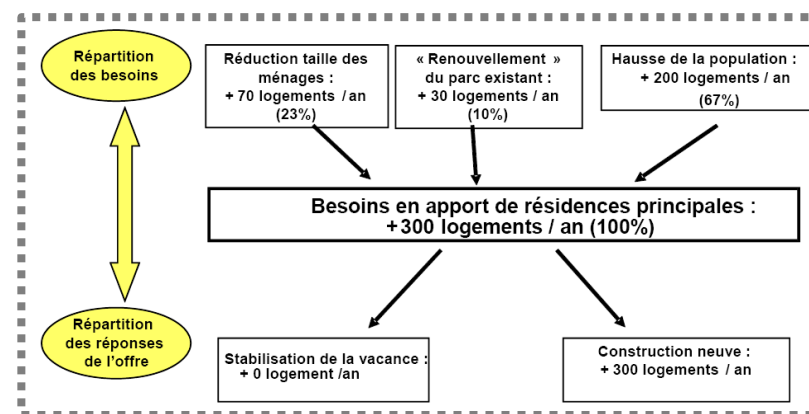 Répartition
des besoins
Réduction taille des
ménages :
+ 70 logements / an
(23%)
« Renouvellement »
du parc existant :
+ 30 logements / an
(10%)
Hausse de la population :
+ 200 logements / an
(67%)
Besoins en apport de résidences principales :
+300 logements / an (100%)
Répartition
des réponses
de l'offre
Stabilisation de la vacance :
+ 0 logement /an
Construction neuve :
+ 300 logements / an